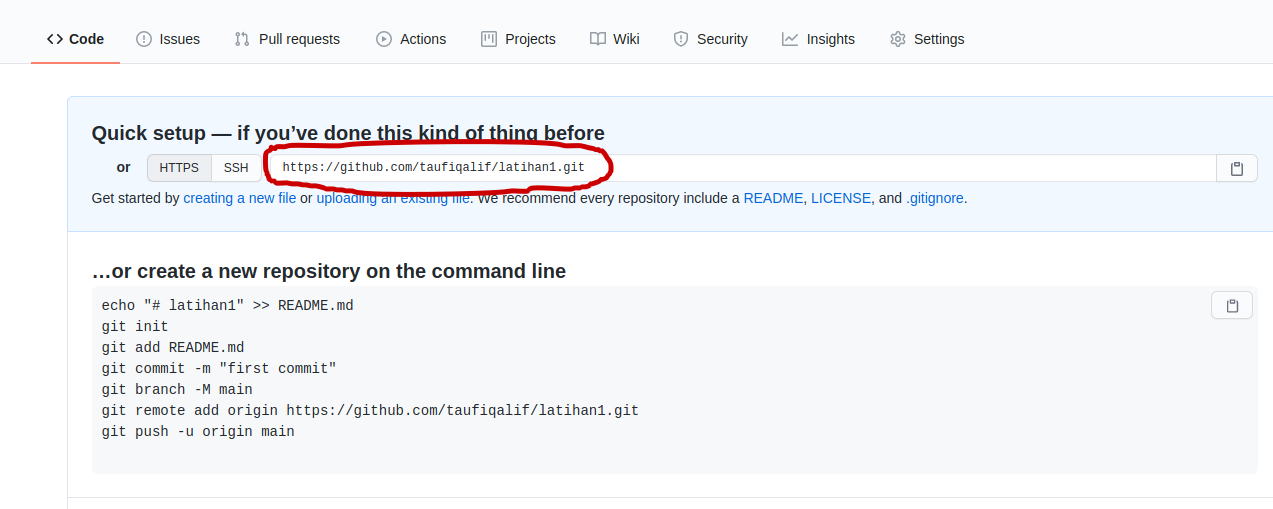 Code Issues Pull requests Actions Projects Wiki Security Insights Settings
Quick setup — if you’ve done this kind of thing before
or HTTPS SSH https://github.com/taufiqalif/latihan1.git
Get started by creating a new file or uploading an existing file. We recommend every repository include a README, LICENSE, and .gitignore.
…or create a new repository on the command line
echo "# latihan1" >> README.md
git init
git add README.md
git commit -m "first commit"
git branch -M main
git remote add origin https://github.com/taufiqalif/latihan1.git
git push -u origin main